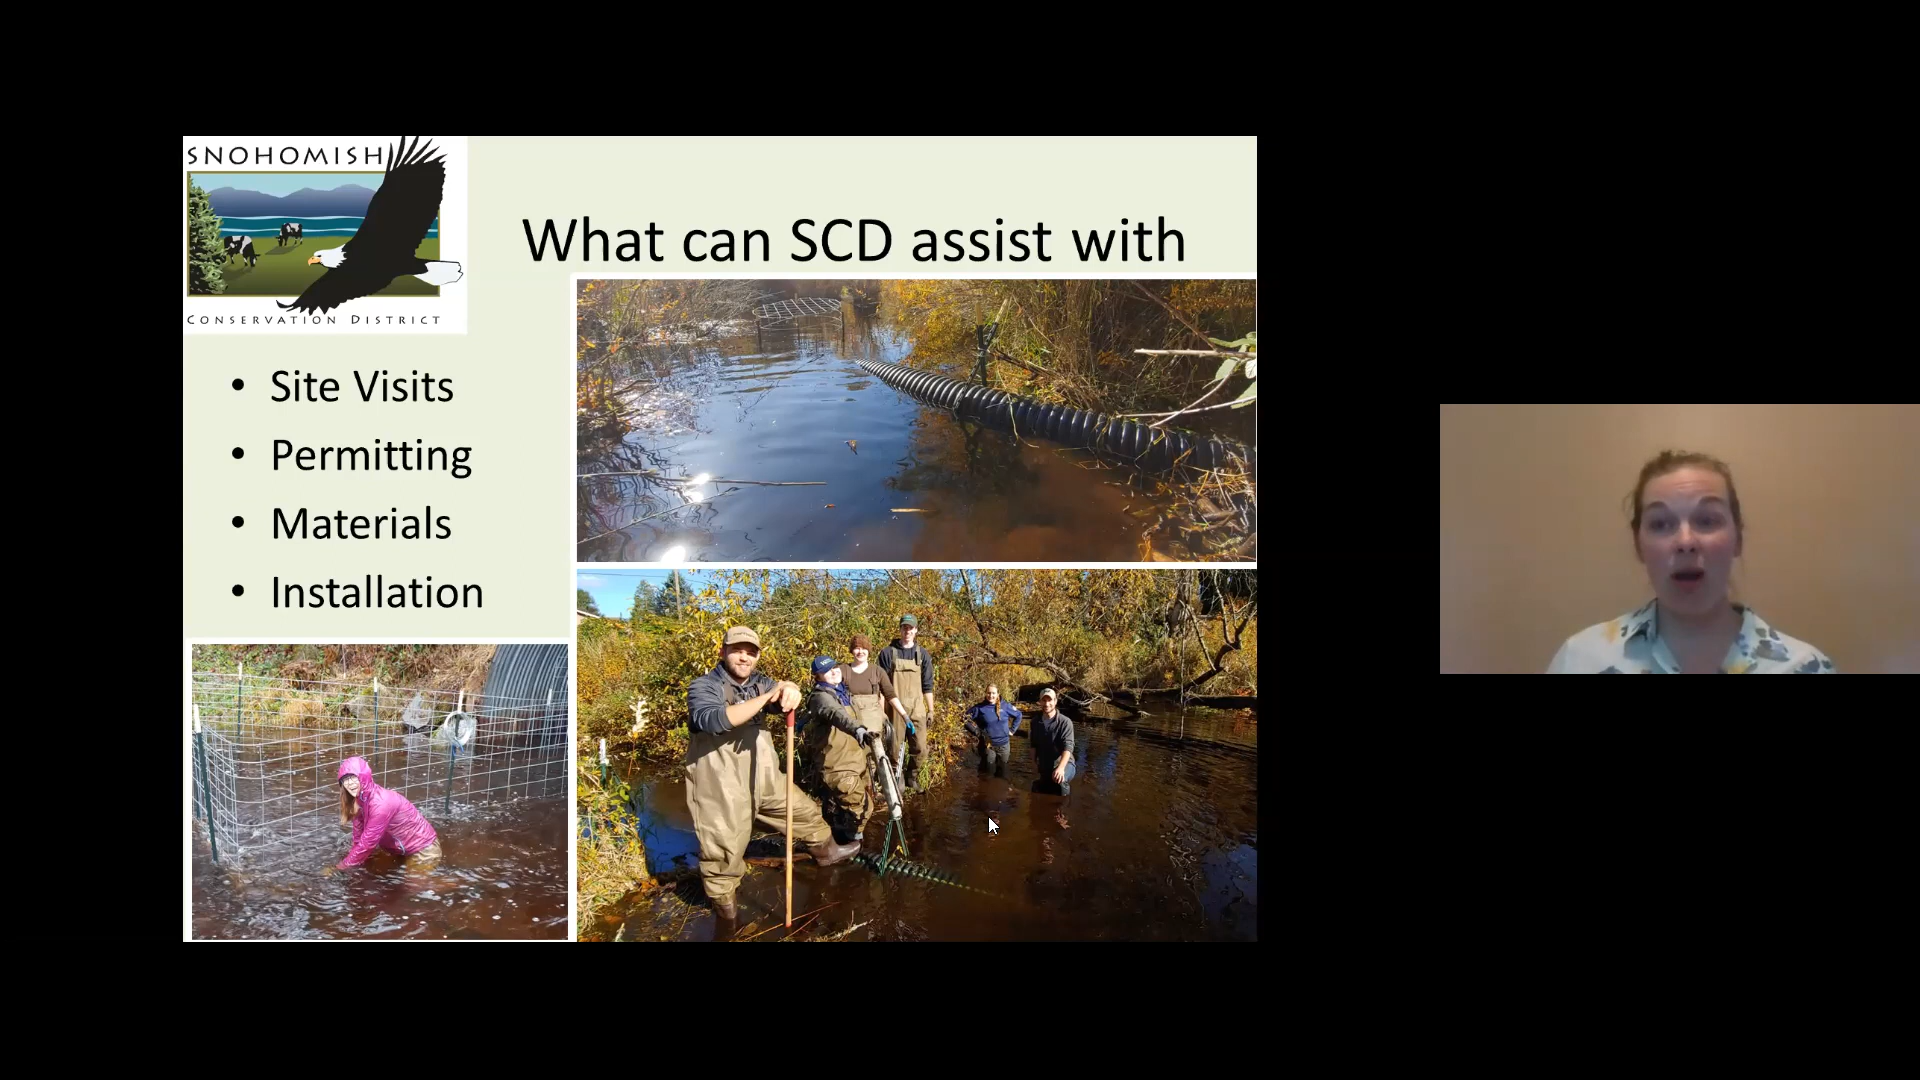 SNOHOMISH
CONSERVATION DISTRICT
What can SCD assist with
• Site Visits
• Permitting
• Materials
• Installation